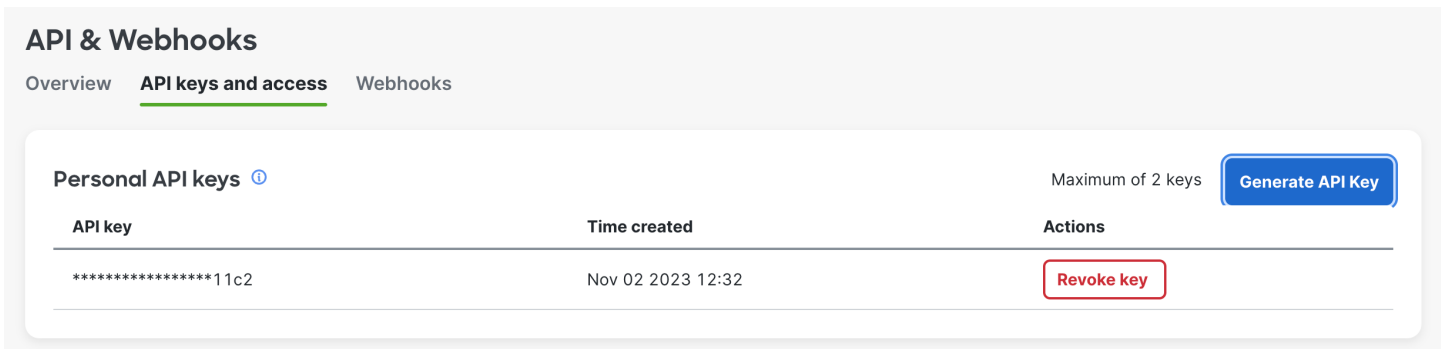 API & Webhooks
Overview API keys and access Webhooks
Personal API keys Maximum of 2 keys Generate API Key
API key Time created Actions
*****************11c2 Nov 02 2023 12:32 Revoke key